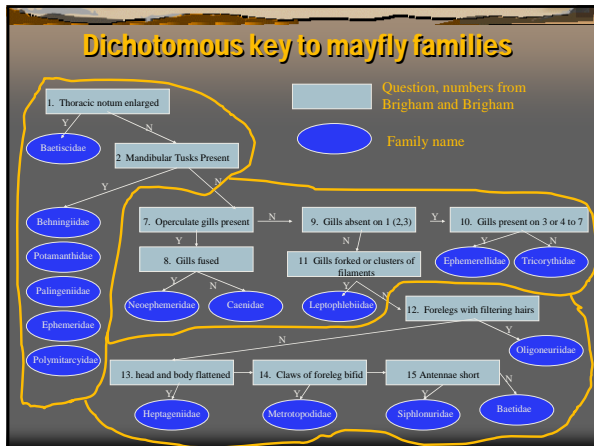 Dichotomous key to mayfly families
Question, numbers from
Brigham and Brigham
Family name
1. Thoracic notum enlarged
Y
N
Baetiscidae
2 Mandibular Tusks Present
Y
N
Behningiidae
Potamanthidae
Palingeniidae
Ephemeridae
Polymitarcyidae
7. Operculate gills present
N
9. Gills absent on 1 (2,3)
Y
10. Gills present on 3 or 4 to 7
Y
N
Y
N
8. Gills fused
11 Gills forked or clusters of
filaments
Ephemerellidae
Tricorythidae
Y
N
Y
N
Neoephemeridae
Caenidae
Leptophlebiidae
12. Forelegs with filtering hairs
N
Y
Oligoneuriidae
13. head and body flattened
14. Claws of foreleg bifid
15 Antennae short
Y
Y
Y
N
Heptageniidae
Metrotopodidae
Siphlonuridae
Baetidae